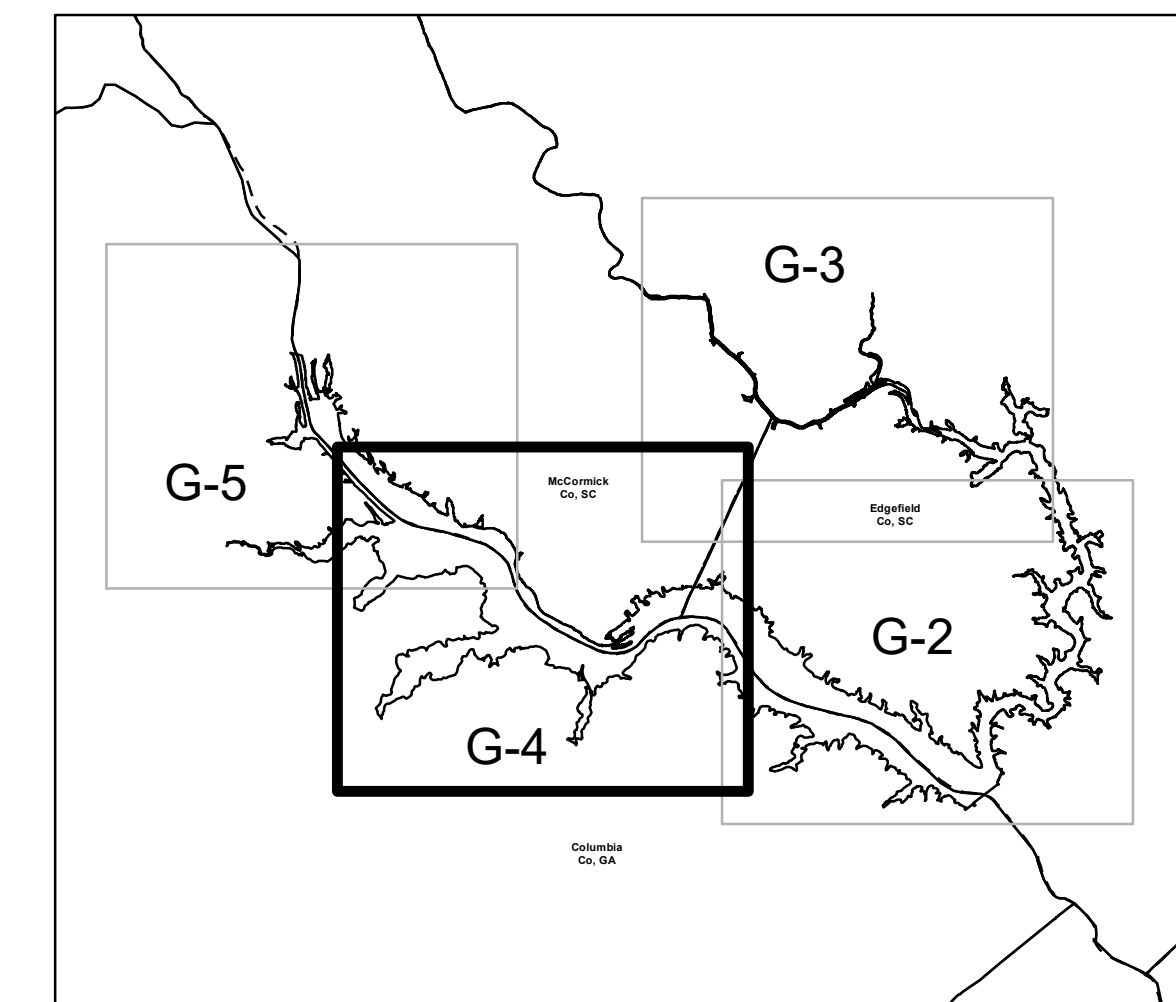 G-3
G-5
McCormick
Co, SC
Edgefield
Co, SC
G-2
G-4
Columbia
Co, GA